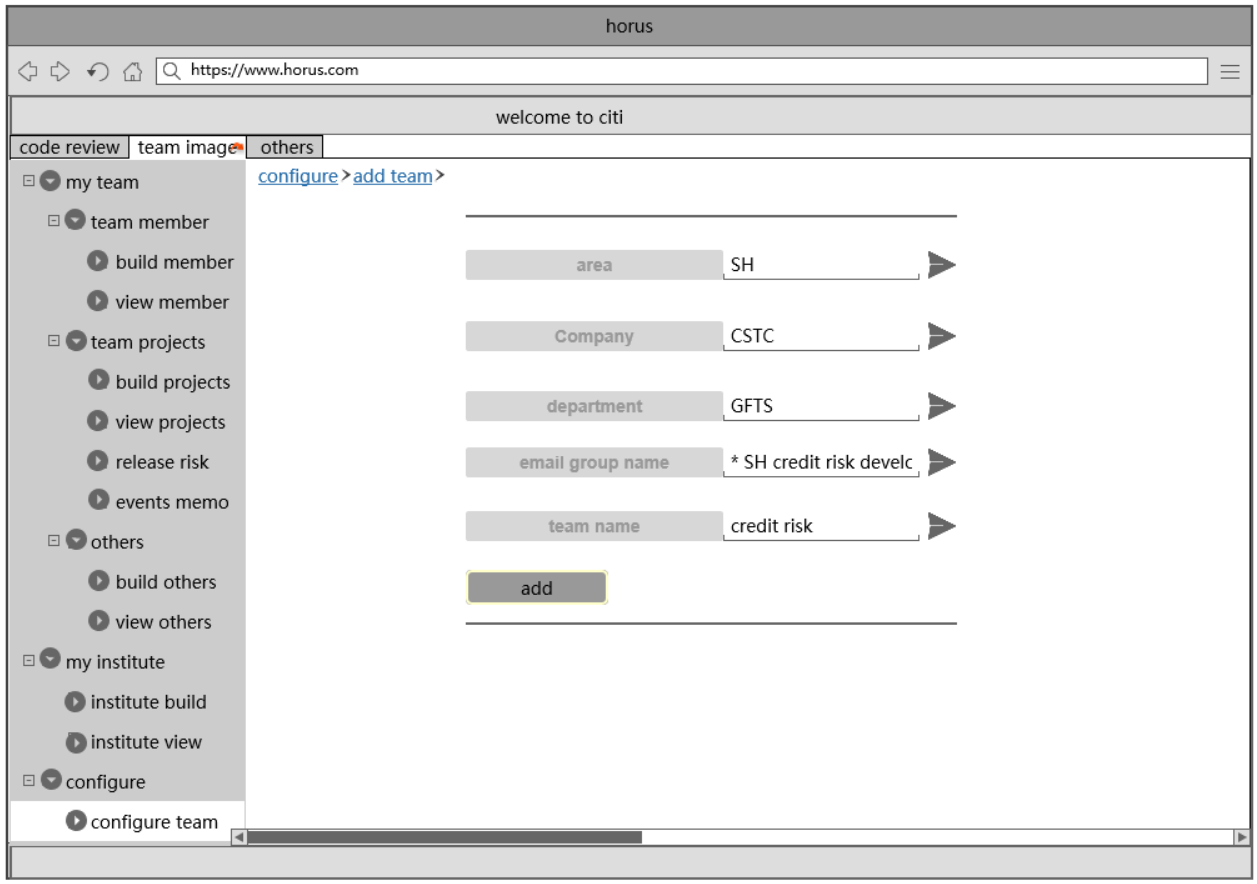 horus
https://www.horus.com
welcome to citi
code review team image others
configure > add team >
my team
team member
build member
view member
team projects
build projects
view projects
release risk
events memo
others
build others
view others
my institute
institute build
institute view
configure
configure team
area SH
Company CSTC
department GFTS
email group name * SH credit risk develc
team name credit risk
add